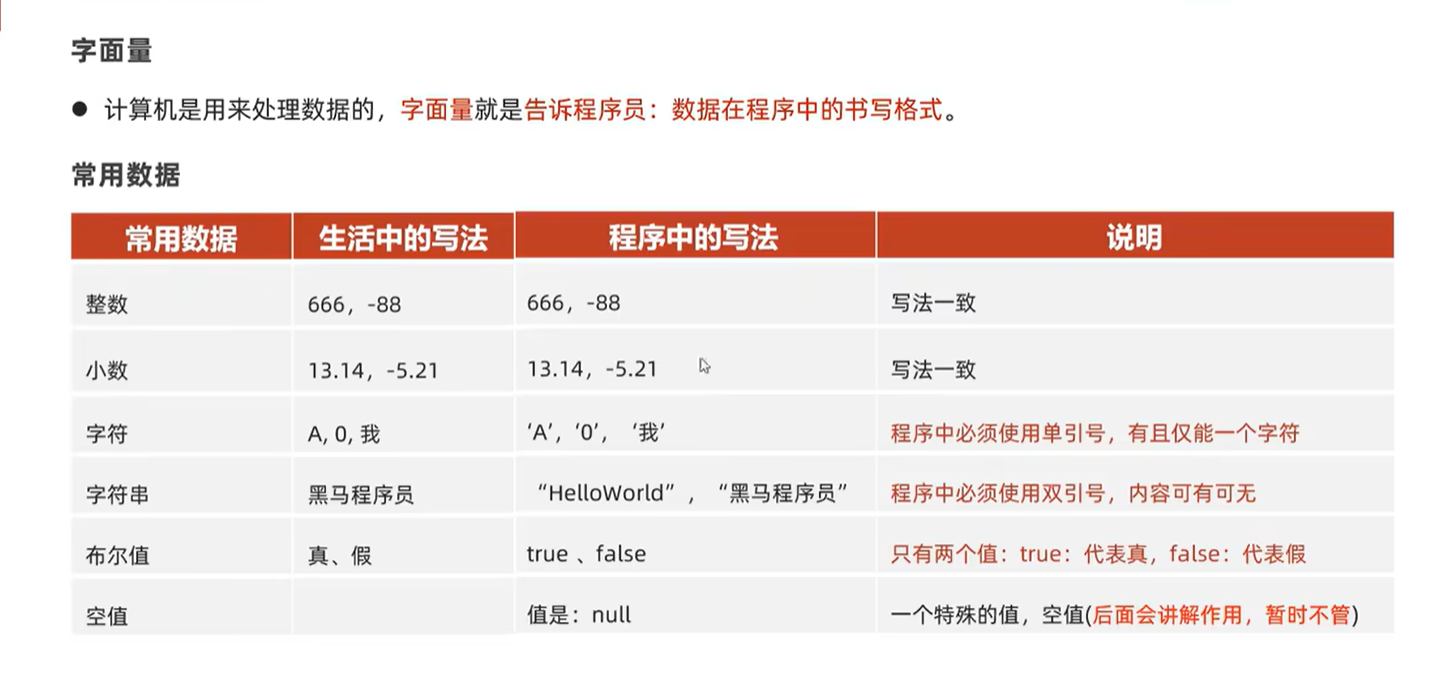 字面量
● 计算机是用来处理数据的，字面量就是告诉程序员：数据在程序中的书写格式。
常用数据
常用数据 生活中的写法 程序中的写法 说明
整数 666，-88 666，-88 写法一致
小数 13.14，-5.21 13.14，-5.21 写法一致
字符 A, 0, 我 ‘A’，‘0’， ‘我’ 程序中必须使用单引号，有且仅能一个字符
字符串 黑马程序员 “HelloWorld” ， “黑马程序员” 程序中必须使用双引号，内容可有可无
布尔值 真、假 true 、false 只有两个值：true：代表真，false：代表假
空值 值是：null 一个特殊的值，空值(后面会讲解作用，暂时不管)